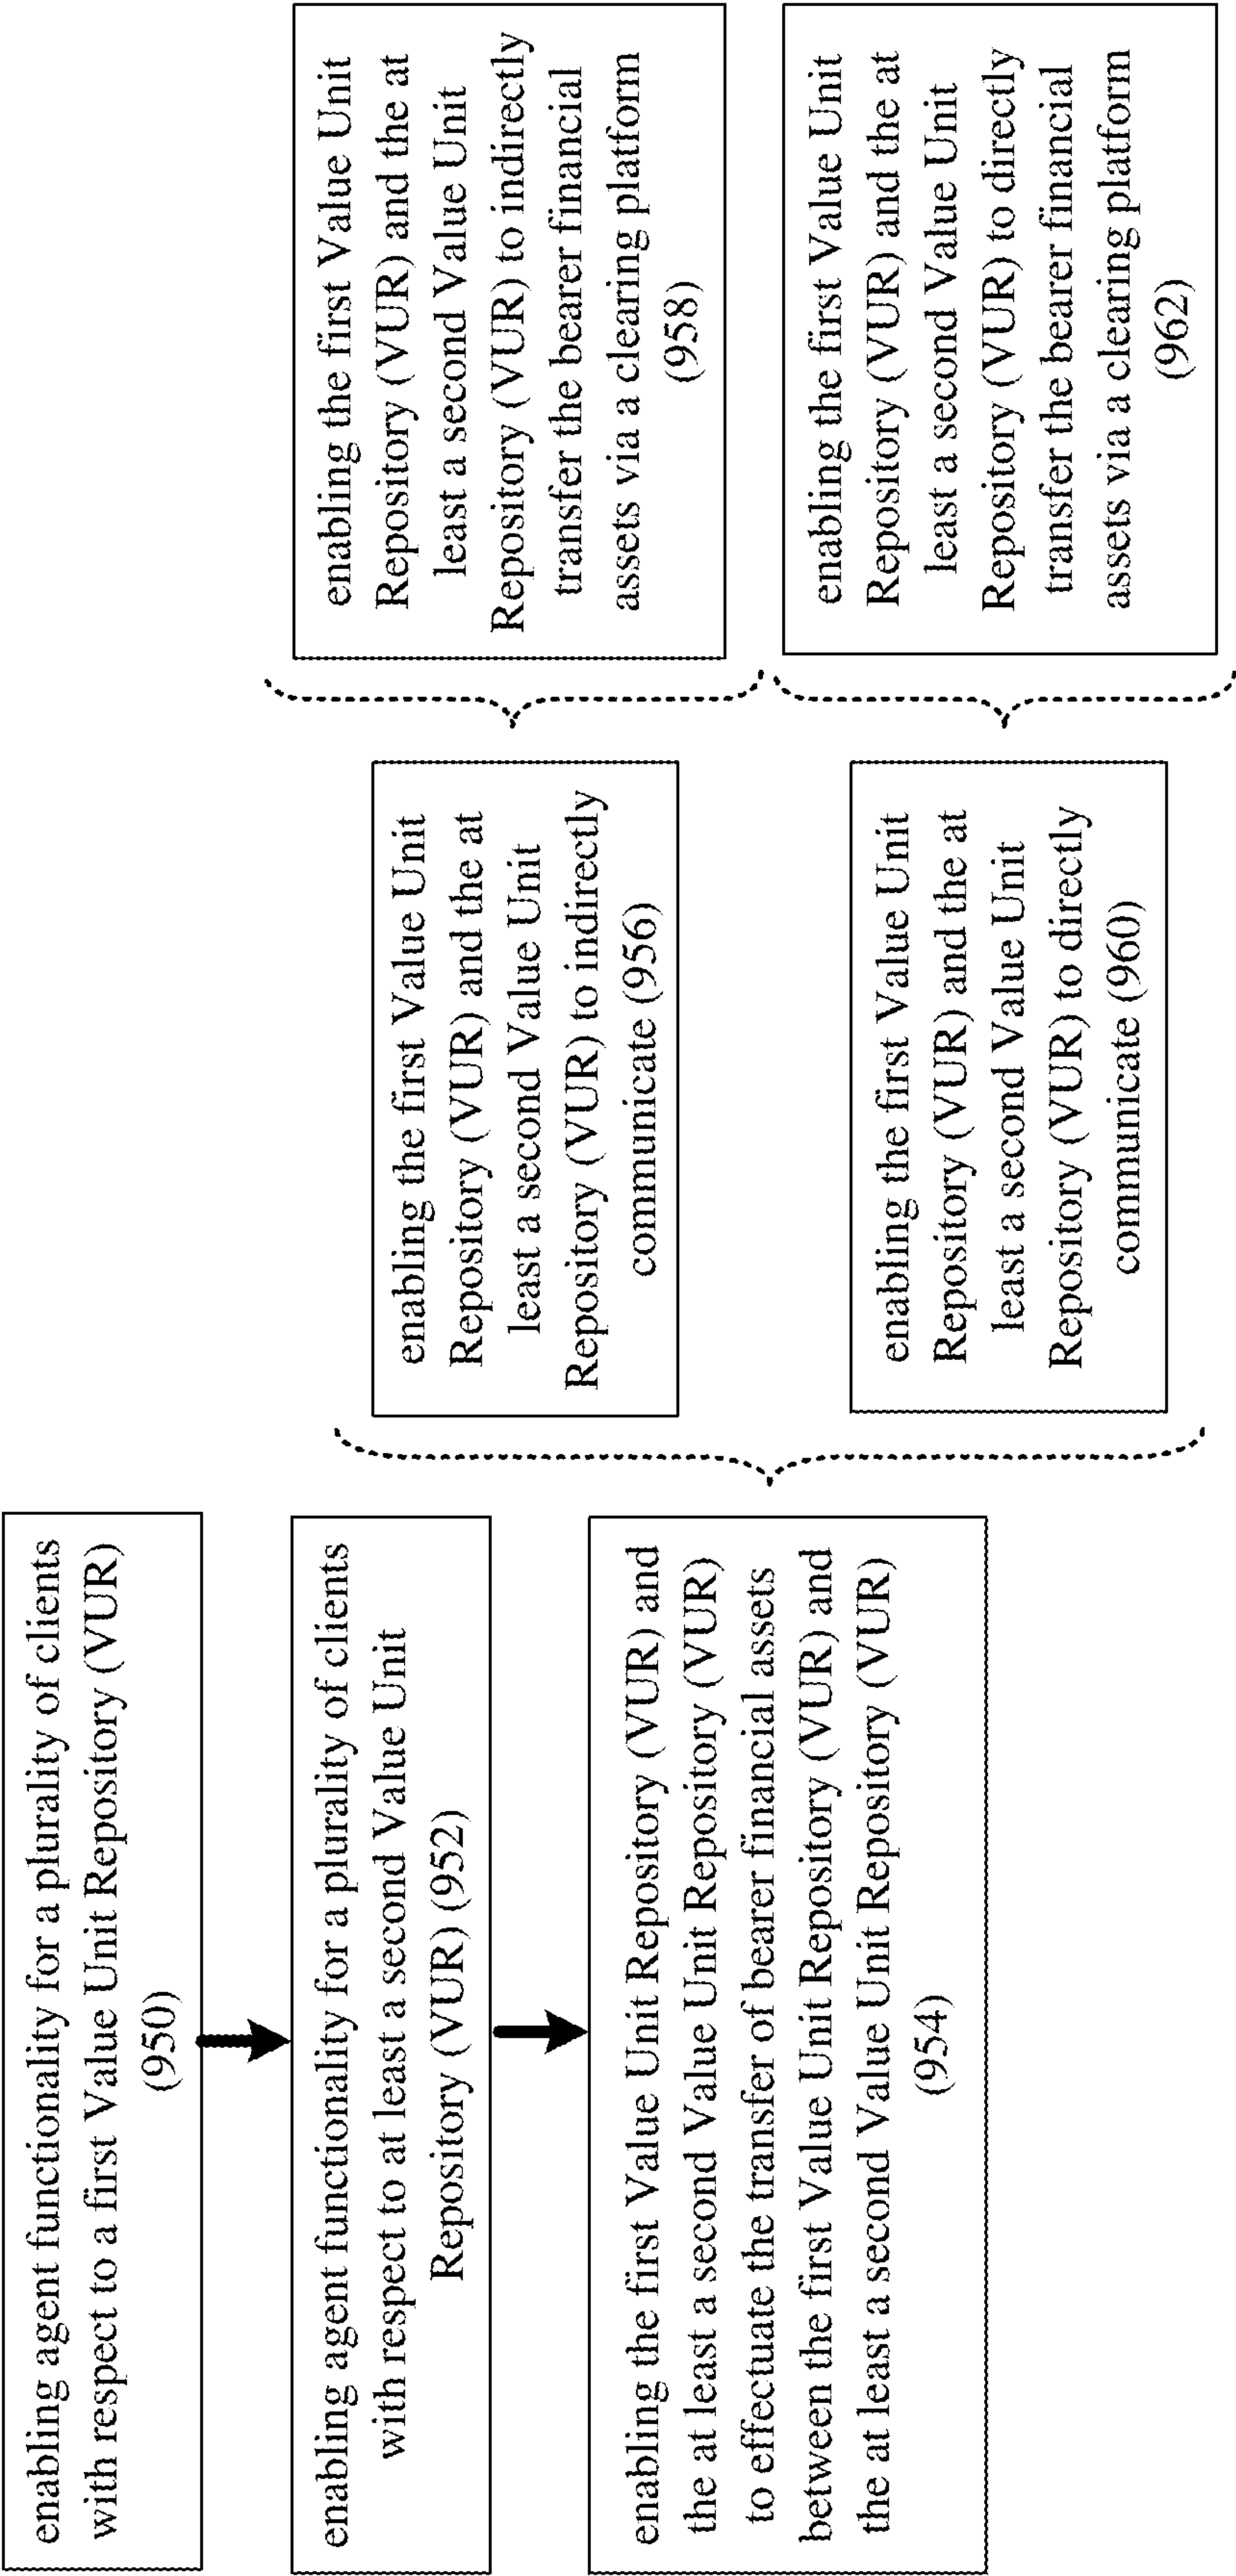 enabling agent functionality for a plurality of clients
with respect to a first Value Unit Repository (VUR)
(950)
enabling agent functionality for a plurality of clients
with respect to at least a second Value Unit
Repository (VUR) (952)
enabling the first Value Unit Repository (VUR) and
the at least a second Value Unit Repository (VUR)
to effectuate the transfer of bearer financial assets
between the first Value Unit Repository (VUR) and
the at least a second Value Unit Repository (VUR)
(954)
enabling the first Value Unit
Repository (VUR) and the at
least a second Value Unit
Repository (VUR) to indirectly
communicate (956)
enabling the first Value Unit
Repository (VUR) and the at
least a second Value Unit
Repository (VUR) to indirectly
transfer the bearer financial
assets via a clearing platform
(958)
enabling the first Value Unit
Repository (VUR) and the at
least a second Value Unit
Repository (VUR) to directly
communicate (960)
enabling the first Value Unit
Repository (VUR) and the at
least a second Value Unit
Repository (VUR) to directly
transfer the bearer financial
assets via a clearing platform
(962)